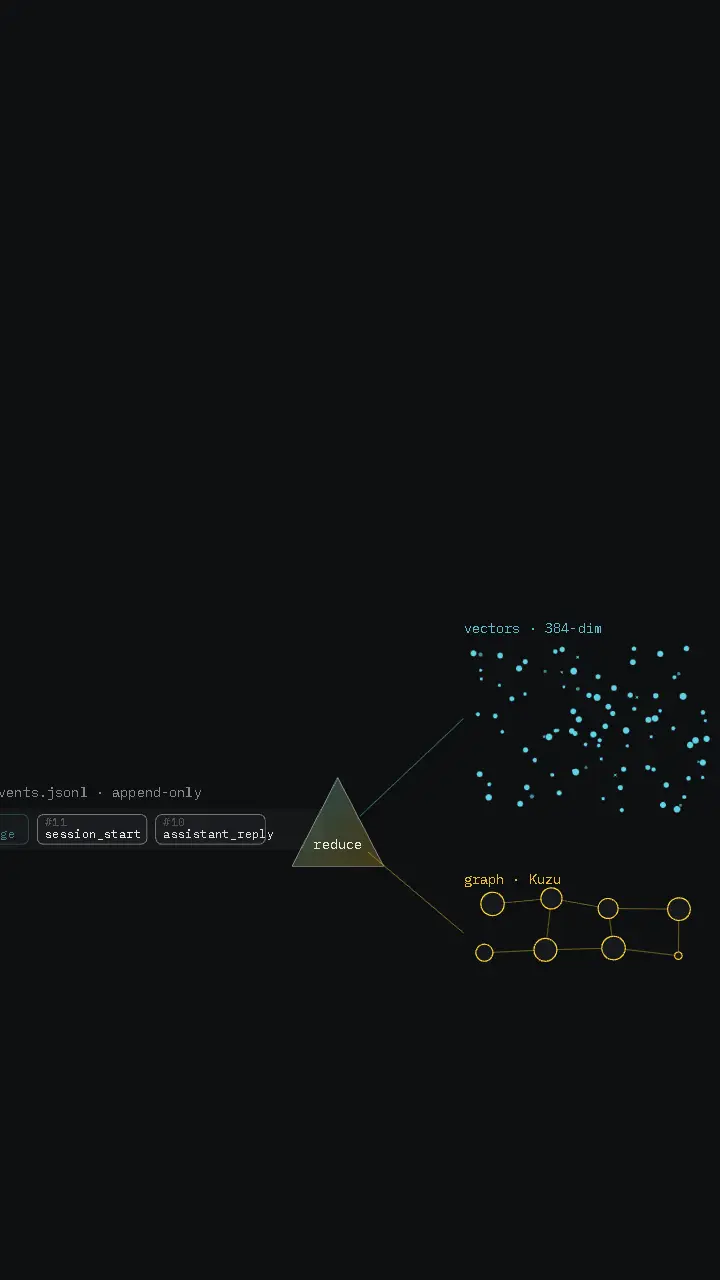 vectors · 384-dim
vents.jsonl · append-only
ge
#11
session_start
#10
assistant_reply
reduce
graph · Kuzu